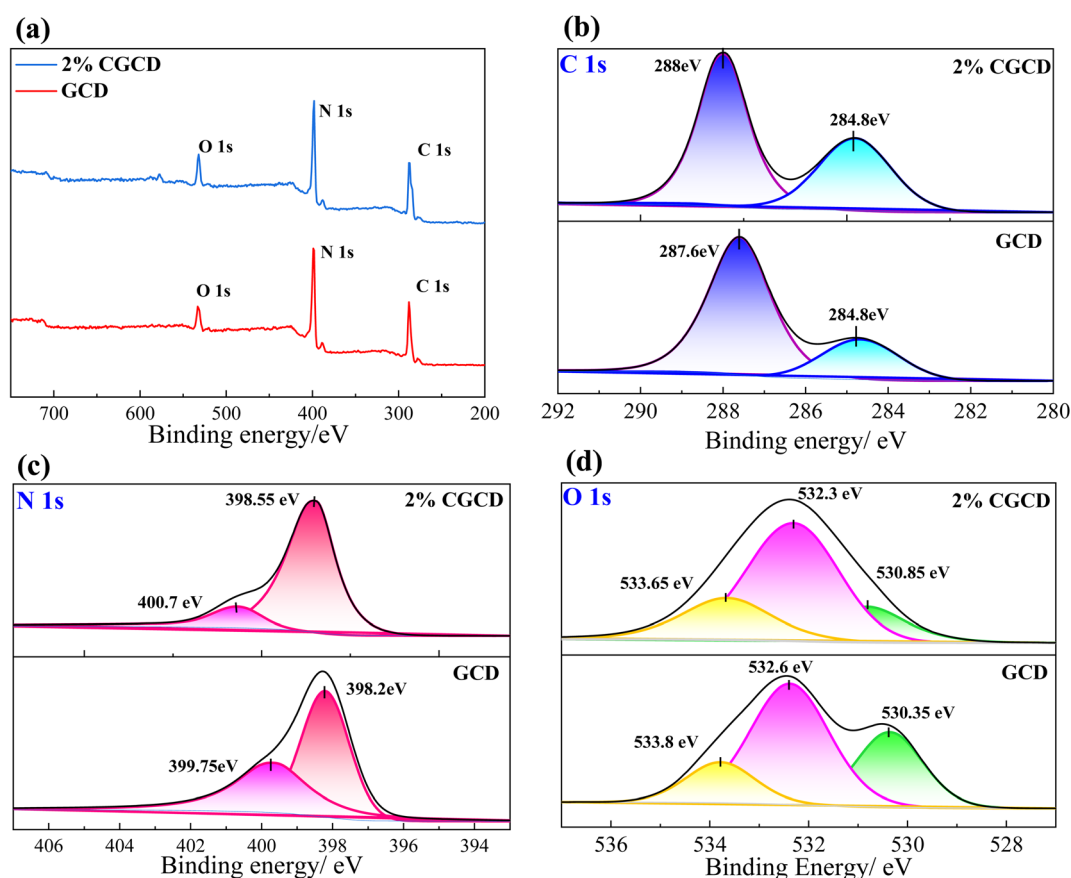 (a)
2% CGCD
GCD
N 1s
O 1s
C 1s
N 1s
O 1s
C 1s
700
600
500
400
300
200
Binding energy/eV
(b)
C 1s
288eV
2% CGCD
284.8eV
GCD
287.6eV
284.8eV
292
290
288
286
284
282
280
Binding energy/ eV
(c)
N 1s
398.55 eV
2% CGCD
400.7 eV
GCD
398.2eV
399.75eV
406
404
402
400
398
396
394
Binding energy/ eV
(d)
O 1s
532.3 eV
2% CGCD
533.65 eV
530.85 eV
532.6 eV
GCD
530.35 eV
533.8 eV
536
534
532
530
528
Binding Energy/ eV